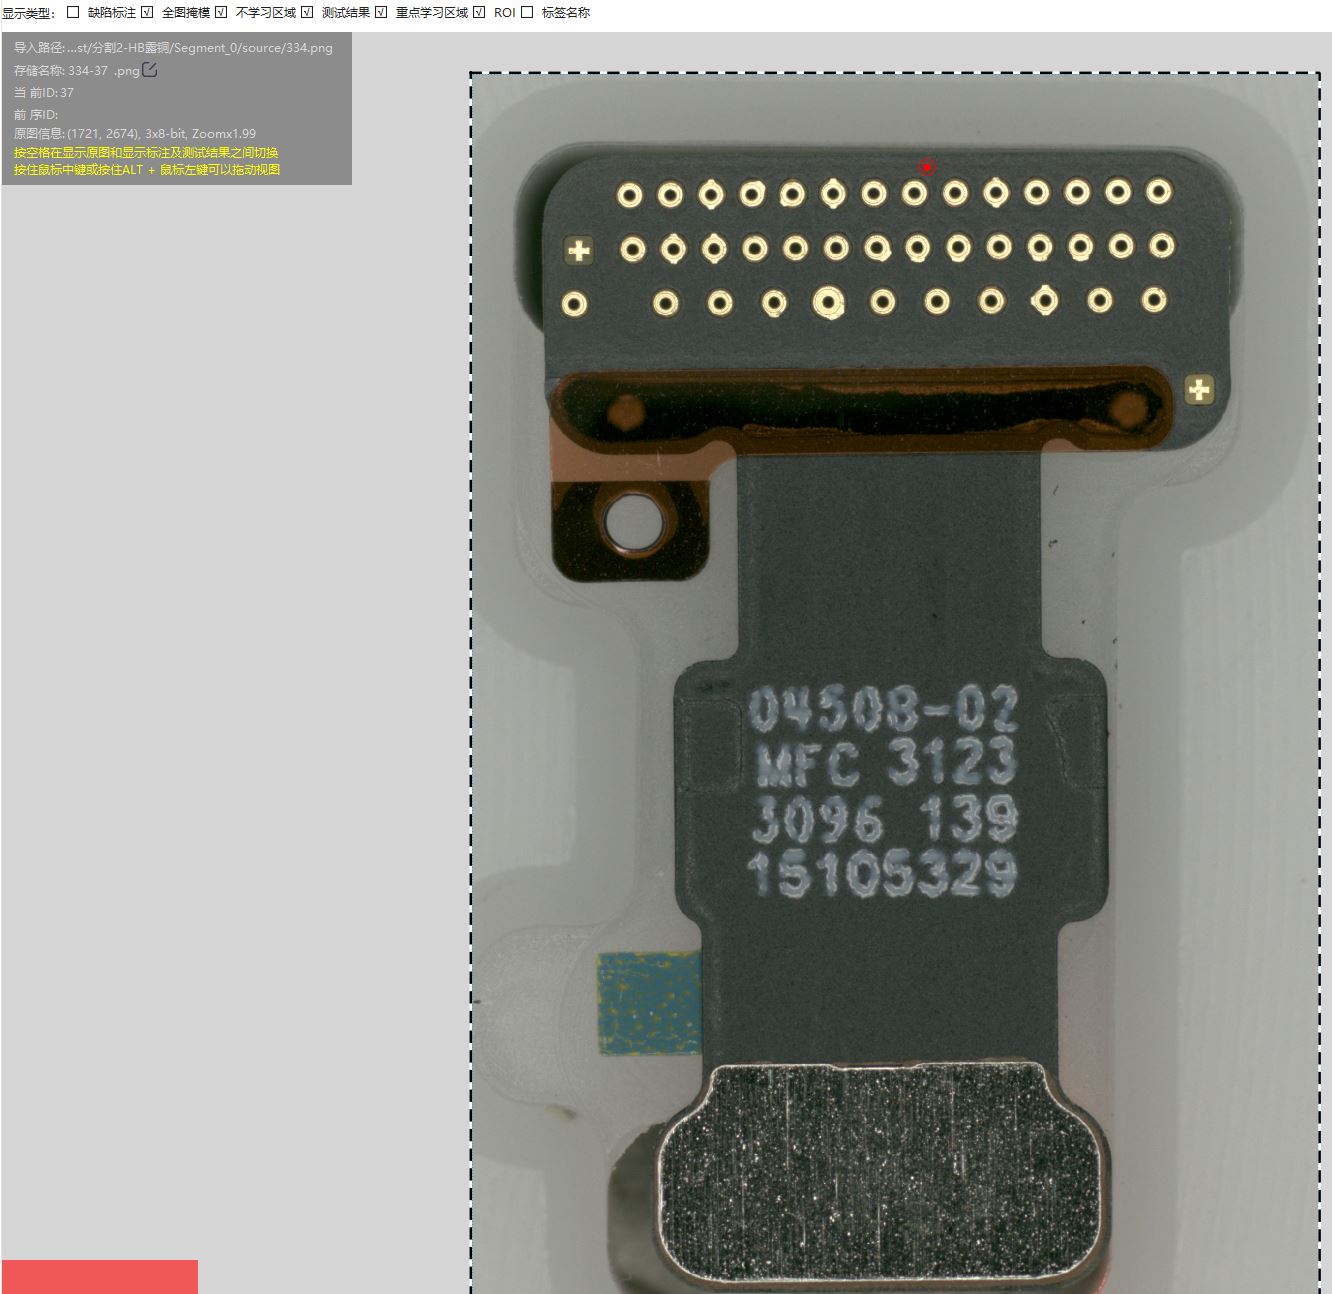 显示类型: 缺陷标注 全图掩模 不学习区域 测试结果 重点学习区域 ROI 标签名称
导入路径: ...st/分割2-HB露铜/Segment_0/source/334.png
存储名称: 334-37 .png
当 前ID: 37
前 序ID:
原图信息: (1721, 2674), 3x8-bit, Zoomx1.99
按空格在显示原图和显示标注及测试结果之间切换
按住鼠标中键或按住ALT + 鼠标左键可以拖动视图
04508-02
MFC 3123
3096 139
15105329